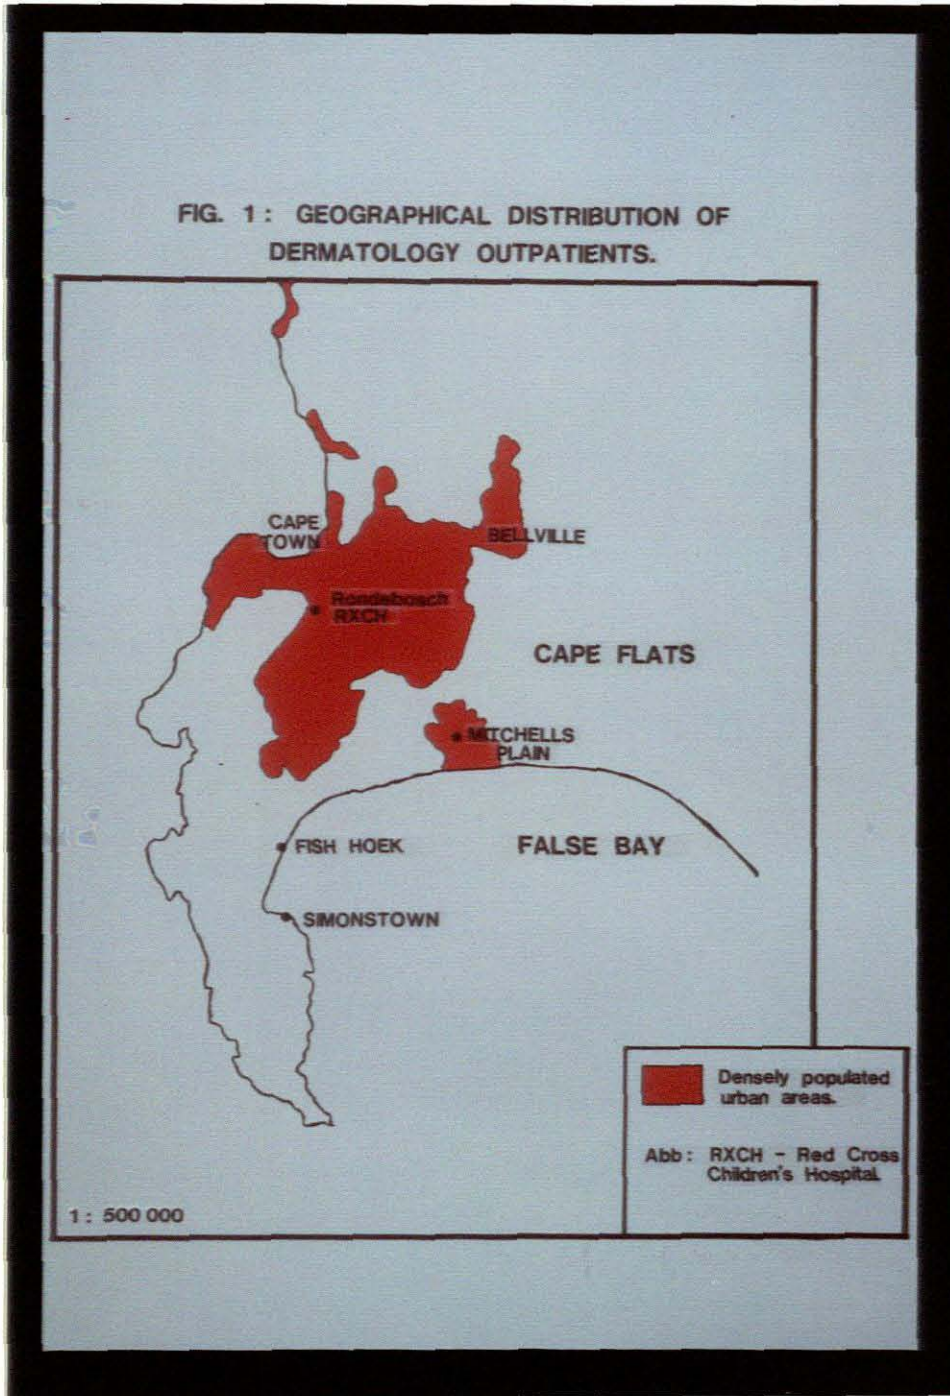 FIG. 1 : GEOGRAPHICAL DISTRIBUTION OF
DERMATOLOGY OUTPATIENTS.
CAPE
TOWN
BELLVILLE
Rondebosch
RXCH
CAPE FLATS
MITCHELLS
PLAIN
FISH HOEK
FALSE BAY
SIMONSTOWN
Densely populated
urban areas.
Abb : RXCH - Red Cross
Children's Hospital
1 : 500 000